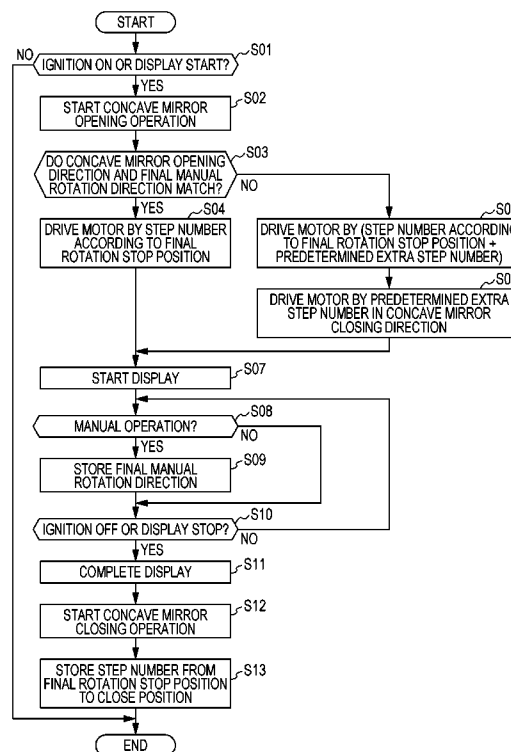 START
NO
IGNITION ON OR DISPLAY START?
S01
YES
START CONCAVE MIRROR
OPENING OPERATION
S02
DO CONCAVE MIRROR OPENING
DIRECTION AND FINAL MANUAL
ROTATION DIRECTION MATCH?
S03
NO
YES
S04
DRIVE MOTOR BY STEP NUMBER
ACCORDING TO FINAL
ROTATION STOP POSITION
DRIVE MOTOR BY (STEP NUMBER ACCORDING
TO FINAL ROTATION STOP POSITION +
PREDETERMINED EXTRA STEP NUMBER)
DRIVE MOTOR BY PREDETERMINED EXTRA
STEP NUMBER IN CONCAVE MIRROR
CLOSING DIRECTION
START DISPLAY
S07
MANUAL OPERATION?
S08
NO
YES
STORE FINAL MANUAL
ROTATION DIRECTION
S09
IGNITION OFF OR DISPLAY STOP?
S10
NO
YES
COMPLETE DISPLAY
S11
START CONCAVE MIRROR
CLOSING OPERATION
S12
STORE STEP NUMBER FROM
FINAL ROTATION STOP POSITION
TO CLOSE POSITION
S13
END